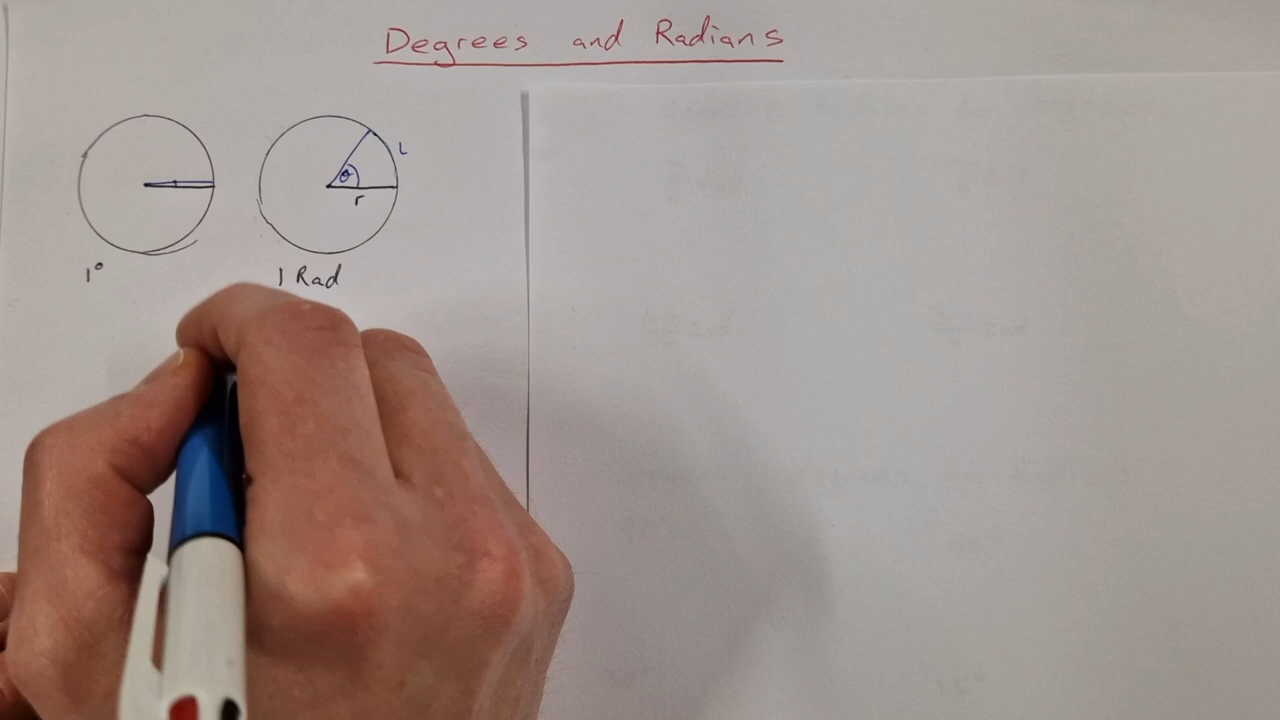 Degrees and Radians
θ
L
r
1°
1 Rad